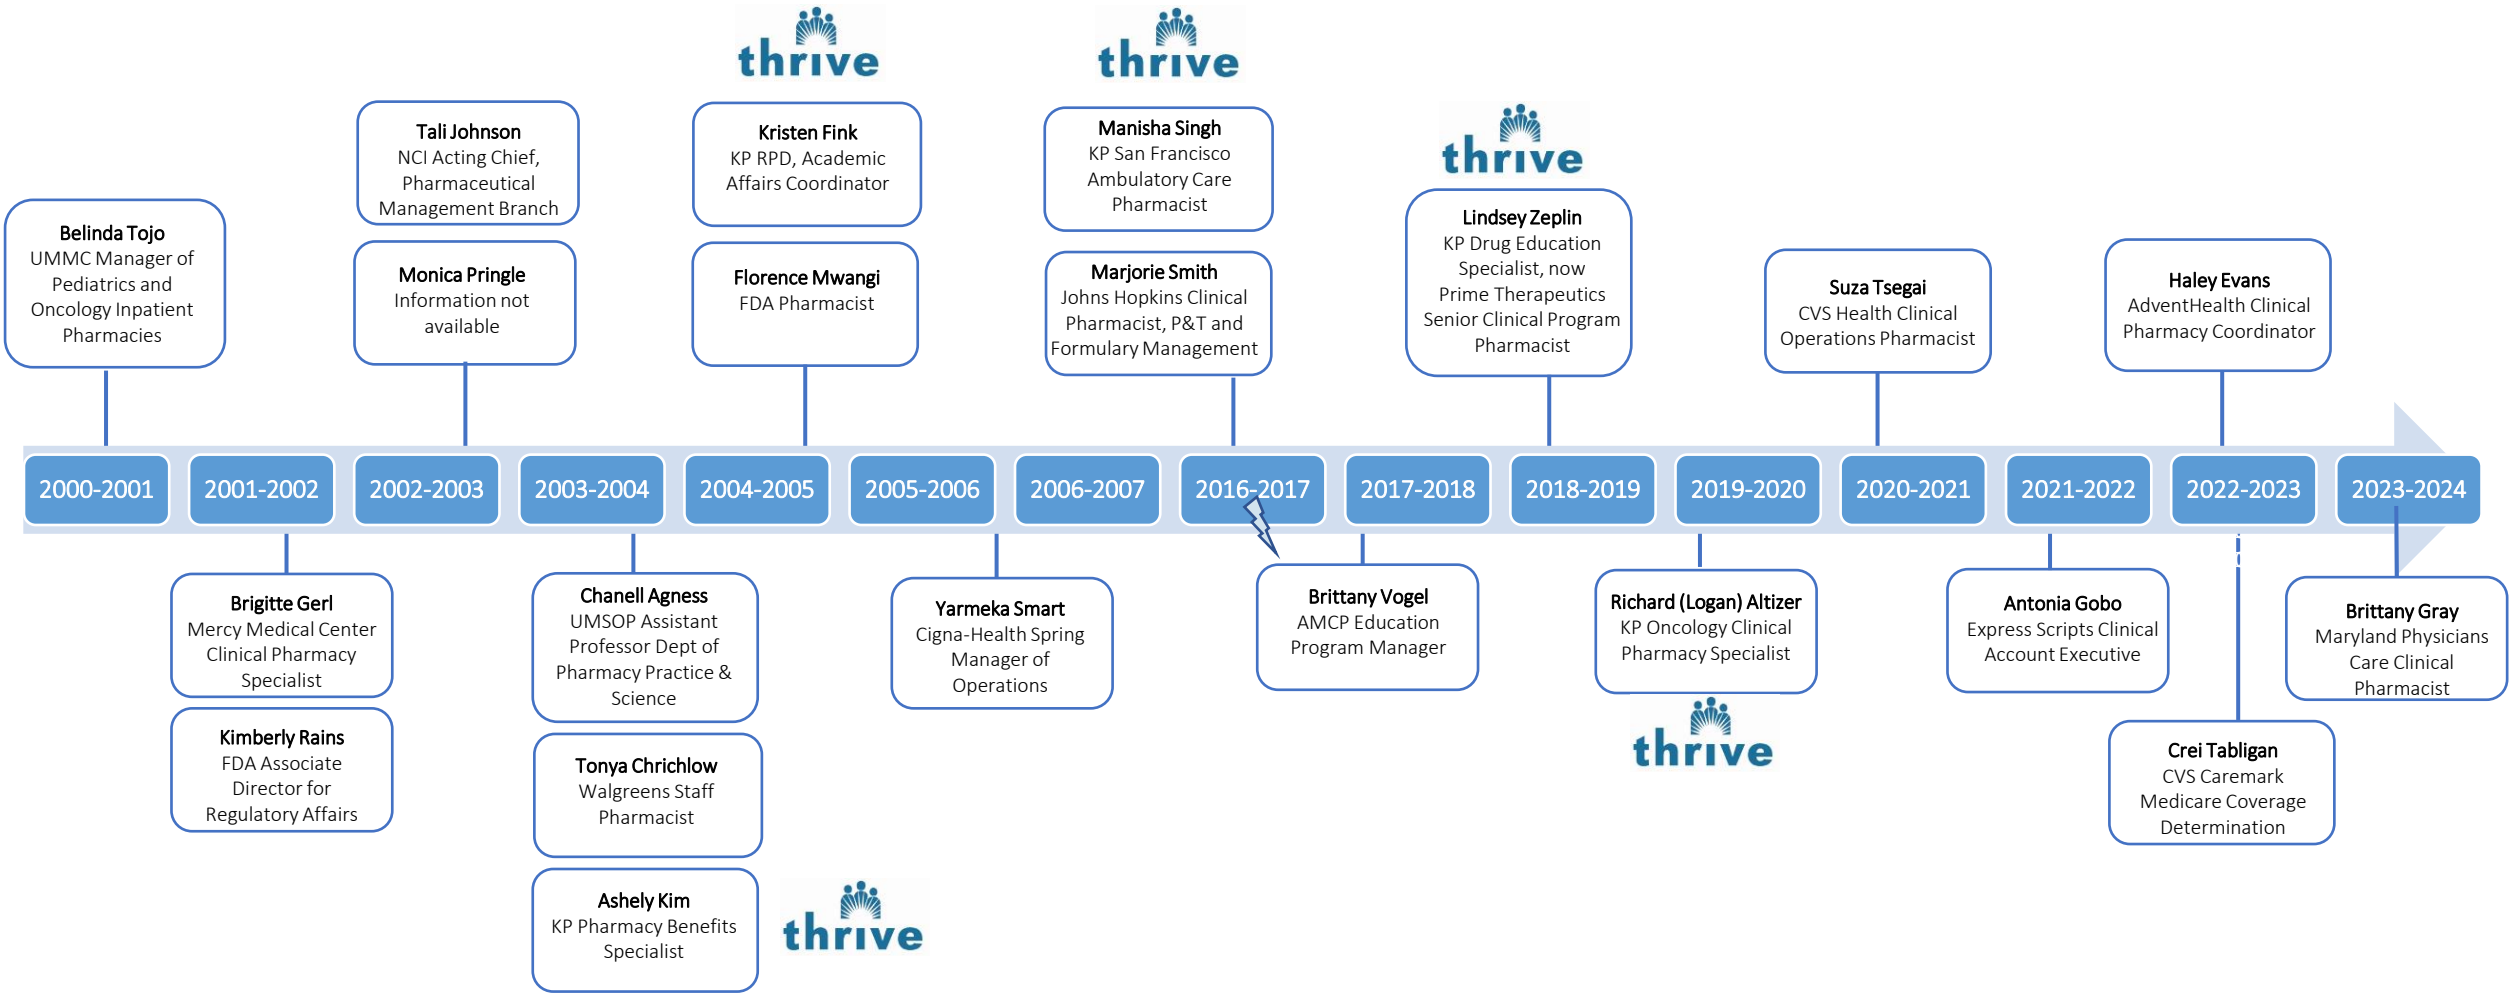 thrive
thrive
thrive
Belinda Tojo
UMMC Manager of
Pediatrics and
Oncology Inpatient
Pharmacies
Tali Johnson
NCI Acting Chief,
Pharmaceutical
Management Branch
Monica Pringle
Information not
available
Kristen Fink
KP RPD, Academic
Affairs Coordinator
Florence Mwangi
FDA Pharmacist
Manisha Singh
KP San Francisco
Ambulatory Care
Pharmacist
Marjorie Smith
Johns Hopkins Clinical
Pharmacist, P&T and
Formulary Management
Lindsey Zeplin
KP Drug Education
Specialist, now
Prime Therapeutics
Senior Clinical Program
Pharmacist
Suza Tsegai
CVS Health Clinical
Operations Pharmacist
Haley Evans
AdventHealth Clinical
Pharmacy Coordinator
2000-2001
2001-2002
2002-2003
2003-2004
2004-2005
2005-2006
2006-2007
2016-2017
2017-2018
2018-2019
2019-2020
2020-2021
2021-2022
2022-2023
2023-2024
Brigitte Gerl
Mercy Medical Center
Clinical Pharmacy
Specialist
Kimberly Rains
FDA Associate
Director for
Regulatory Affairs
Chanell Agness
UMSOP Assistant
Professor Dept of
Pharmacy Practice &
Science
Tonya Chrichlow
Walgreens Staff
Pharmacist
Ashely Kim
KP Pharmacy Benefits
Specialist
thrive
Yarmeka Smart
Cigna-Health Spring
Manager of
Operations
Brittany Vogel
AMCP Education
Program Manager
Richard (Logan) Altizer
KP Oncology Clinical
Pharmacy Specialist
thrive
Antonia Gobo
Express Scripts Clinical
Account Executive
Crei Tabligan
CVS Caremark
Medicare Coverage
Determination
Brittany Gray
Maryland Physicians
Care Clinical
Pharmacist